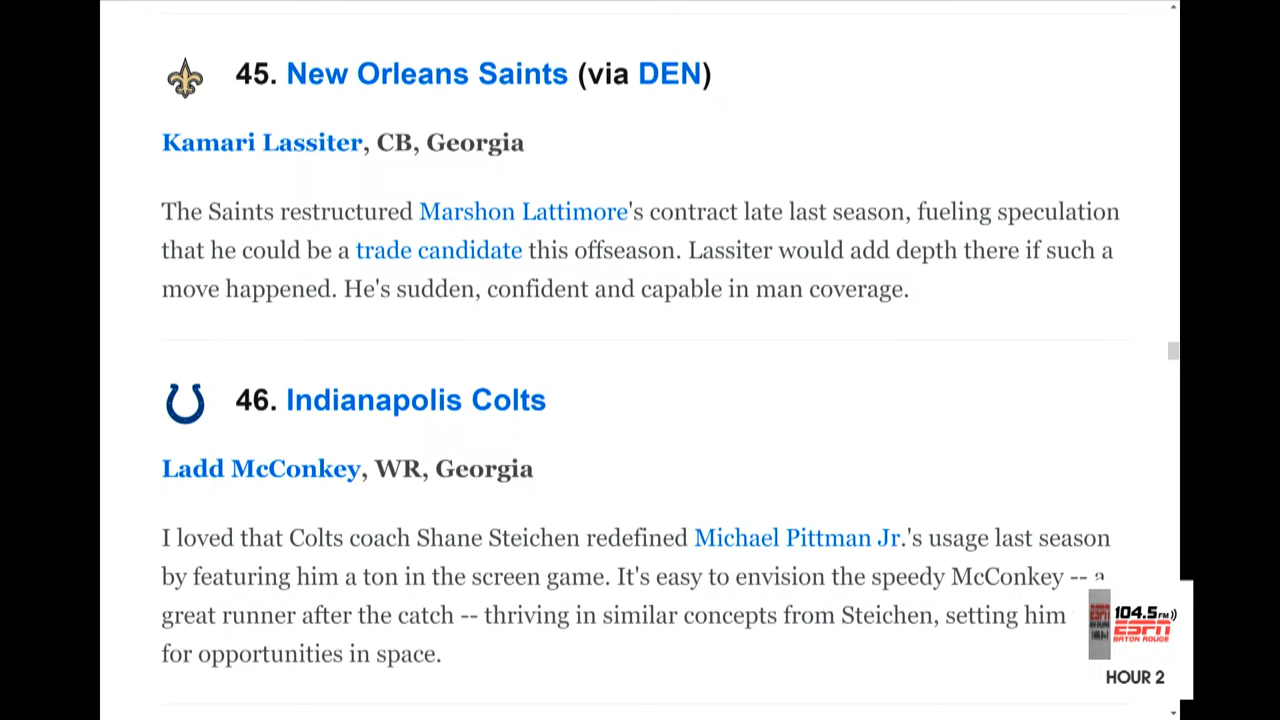 45. New Orleans Saints (via DEN)
Kamari Lassiter, CB, Georgia
The Saints restructured Marshon Lattimore's contract late last season, fueling speculation
that he could be a trade candidate this offseason. Lassiter would add depth there if such a
move happened. He's sudden, confident and capable in man coverage.
46. Indianapolis Colts
Ladd McConkey, WR, Georgia
I loved that Colts coach Shane Steichen redefined Michael Pittman Jr.'s usage last season
by featuring him a ton in the screen game. It's easy to envision the speedy McConkey -- a
great runner after the catch -- thriving in similar concepts from Steichen, setting him
for opportunities in space.
104.5 FM
ESPN
BATON ROUGE
HOUR 2